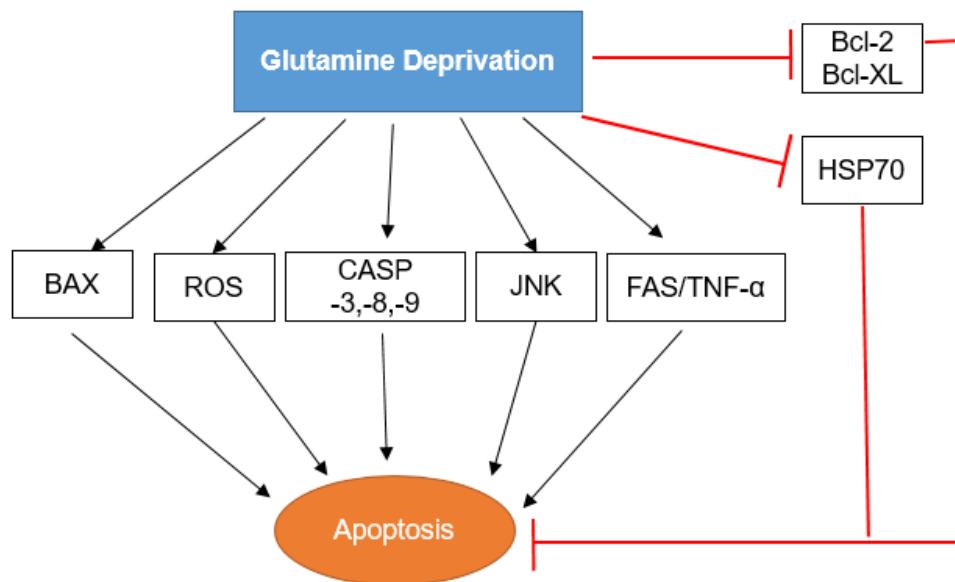 Glutamine Deprivation
Bcl-2
Bcl-XL
HSP70
BAX
ROS
CASP
-3,-8,-9
JNK
FAS/TNF-α
Apoptosis